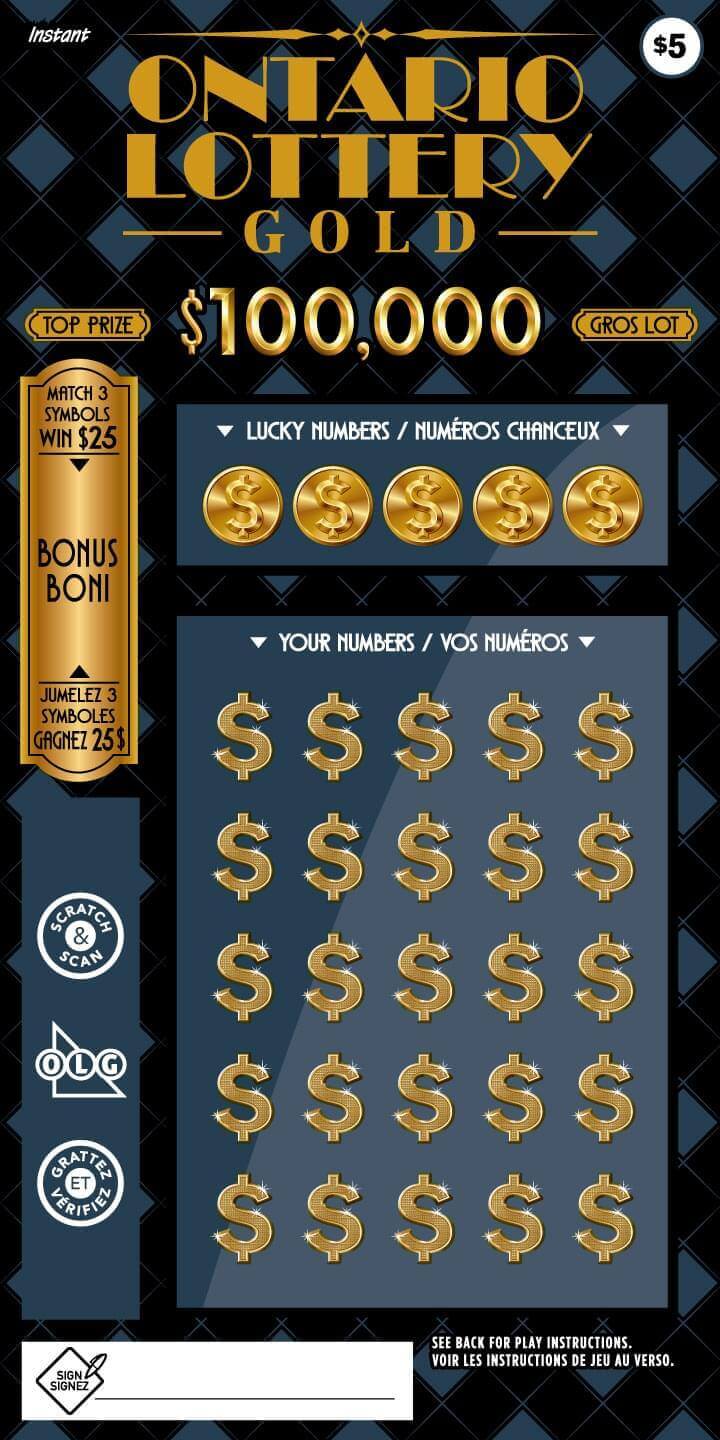 Instant
$5
ONTARIO
LOTTERY
GOLD
TOP PRIZE
$100,000
GROS LOT
MATCH 3
SYMBOLS
WIN $25
BONUS
BONI
JUMELEZ 3
SYMBOLES
GAGNEZ 25$
LUCKY NUMBERS / NUMÉROS CHANCEUX
$ $ $ $ $
YOUR NUMBERS / VOS NUMÉROS
$ $ $ $ $
$ $ $ $ $
$ $ $ $ $
$ $ $ $ $
$ $ $ $ $
SCRATCH
&
SCAN
OLG
GRATTEZ
ET
VÉRIFIEZ
SIGN
SIGNEZ
SEE BACK FOR PLAY INSTRUCTIONS.
VOIR LES INSTRUCTIONS DE JEU AU VERSO.